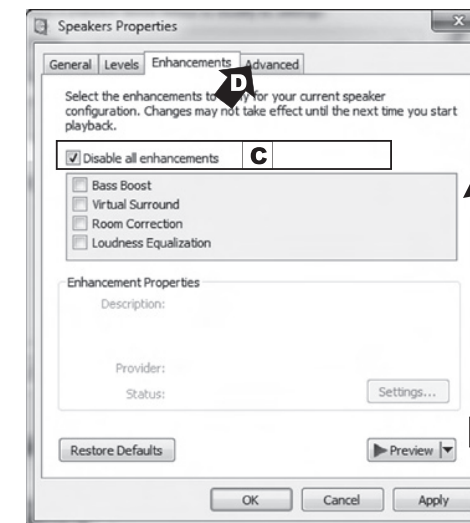 Speakers Properties
General Levels Enhancements Advanced
D
Select the enhancements to for your current speaker
configuration. Changes may not take effect until the next time you start
playback.
Disable all enhancements C
Bass Boost
Virtual Surround
Room Correction
Loudness Equalization
Enhancement Properties
Description:
Provider:
Status:
Settings...
Restore Defaults
Preview
OK Cancel Apply